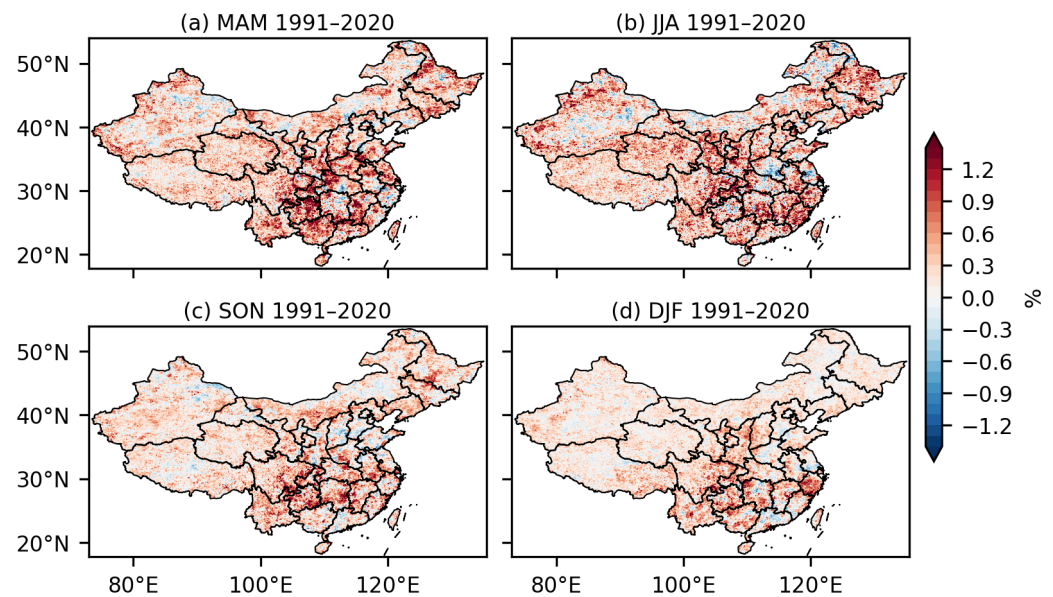 (a) MAM 1991–2020
(b) JJA 1991–2020
50°N
40°N
30°N
20°N
1.2
0.9
0.6
0.3
0.0
−0.3
−0.6
−0.9
−1.2
%
(c) SON 1991–2020
(d) DJF 1991–2020
50°N
40°N
30°N
20°N
80°E
100°E
120°E
80°E
100°E
120°E